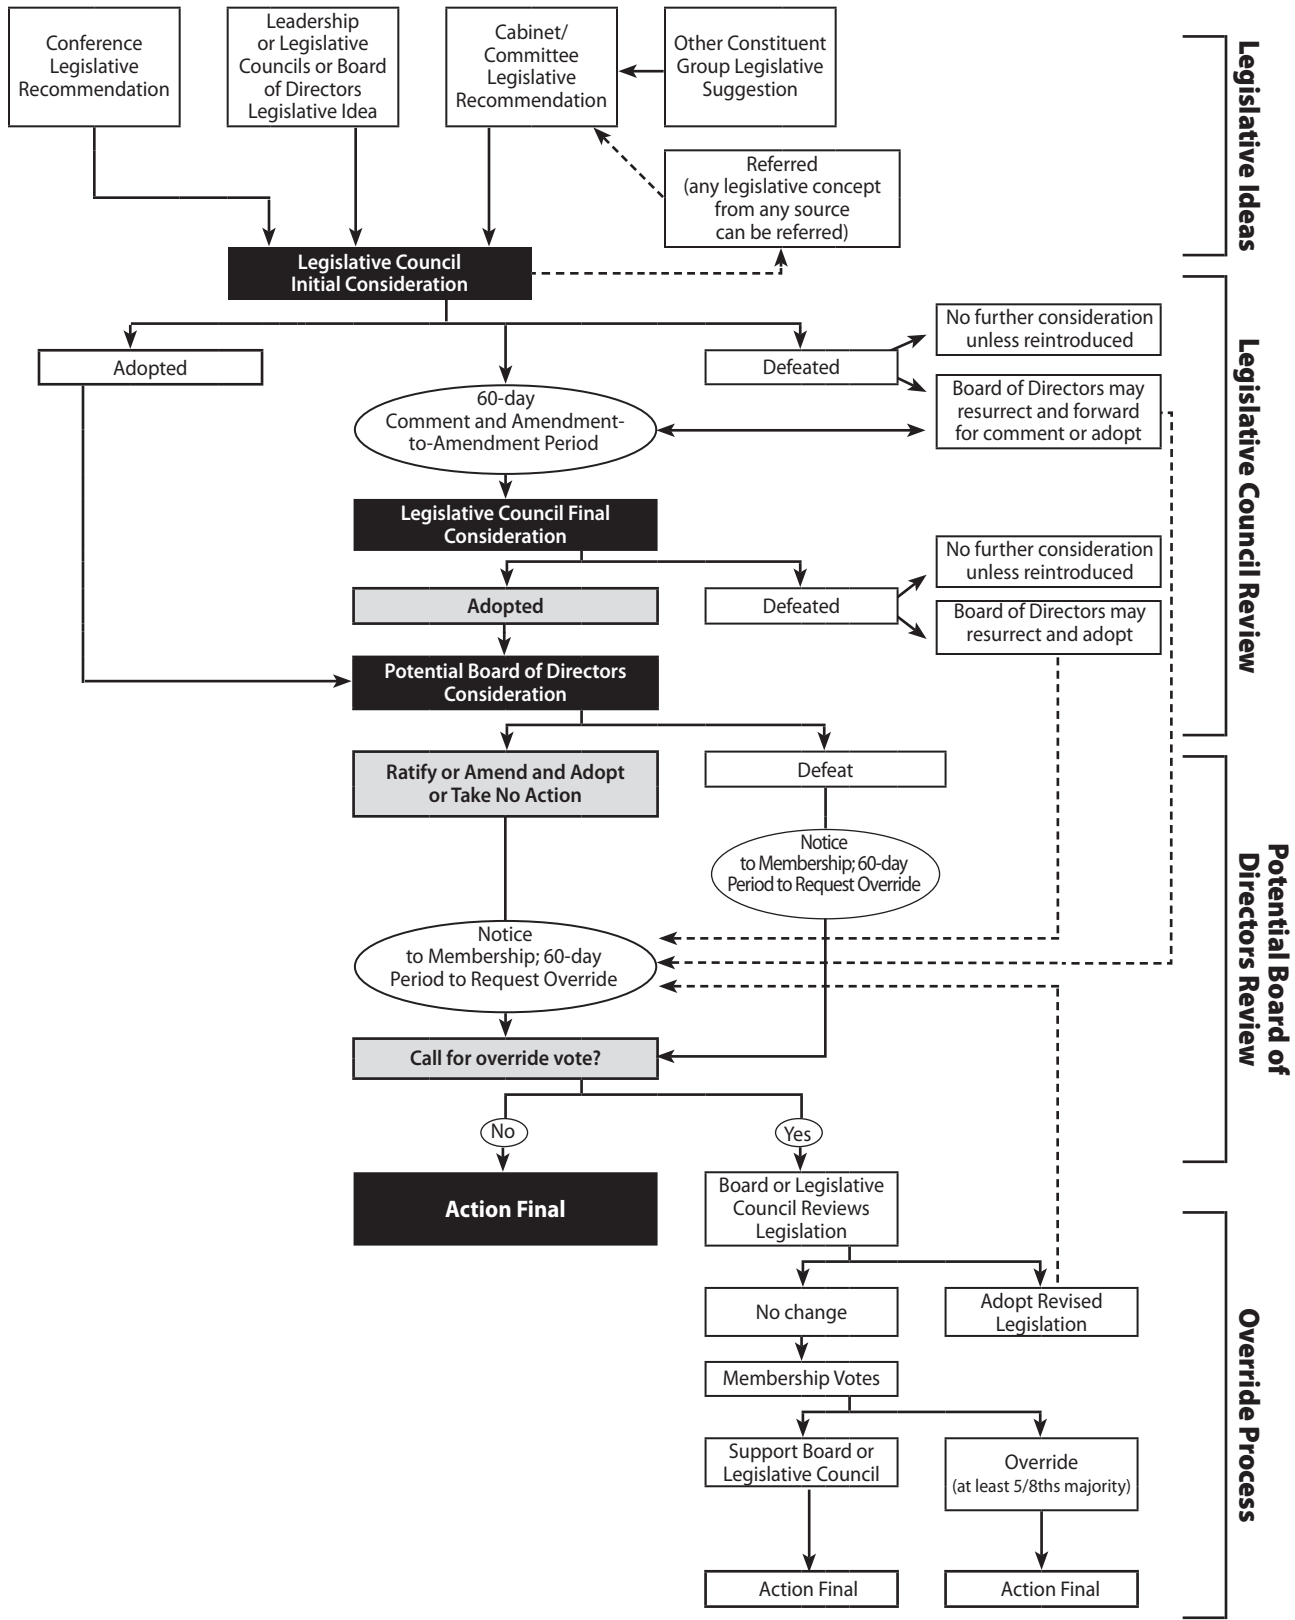 Conference
Legislative
Recommendation
Leadership
or Legislative
Councils or Board
of Directors
Legislative Idea
Cabinet/
Committee
Legislative
Recommendation
Other Constituent
Group Legislative
Suggestion
Referred
(any legislative concept
from any source
can be referred)
Legislative Ideas
Legislative Council
Initial Consideration
Adopted
60-day
Comment and Amendment-
to-Amendment Period
Defeated
No further consideration
unless reintroduced
Board of Directors may
resurrect and forward
for comment or adopt
Legislative Council Review
Legislative Council Final
Consideration
Adopted
Defeated
No further consideration
unless reintroduced
Board of Directors may
resurrect and adopt
Potential Board of Directors
Consideration
Ratify or Amend and Adopt
or Take No Action
Defeat
Notice
to Membership; 60-day
Period to Request Override
Notice
to Membership; 60-day
Period to Request Override
Potential Board of
Directors Review
Call for override vote?
No
Yes
Action Final
Board or Legislative
Council Reviews
Legislation
No change
Adopt Revised
Legislation
Membership Votes
Support Board or
Legislative Council
Override
(at least 5/8ths majority)
Action Final
Action Final
Override Process